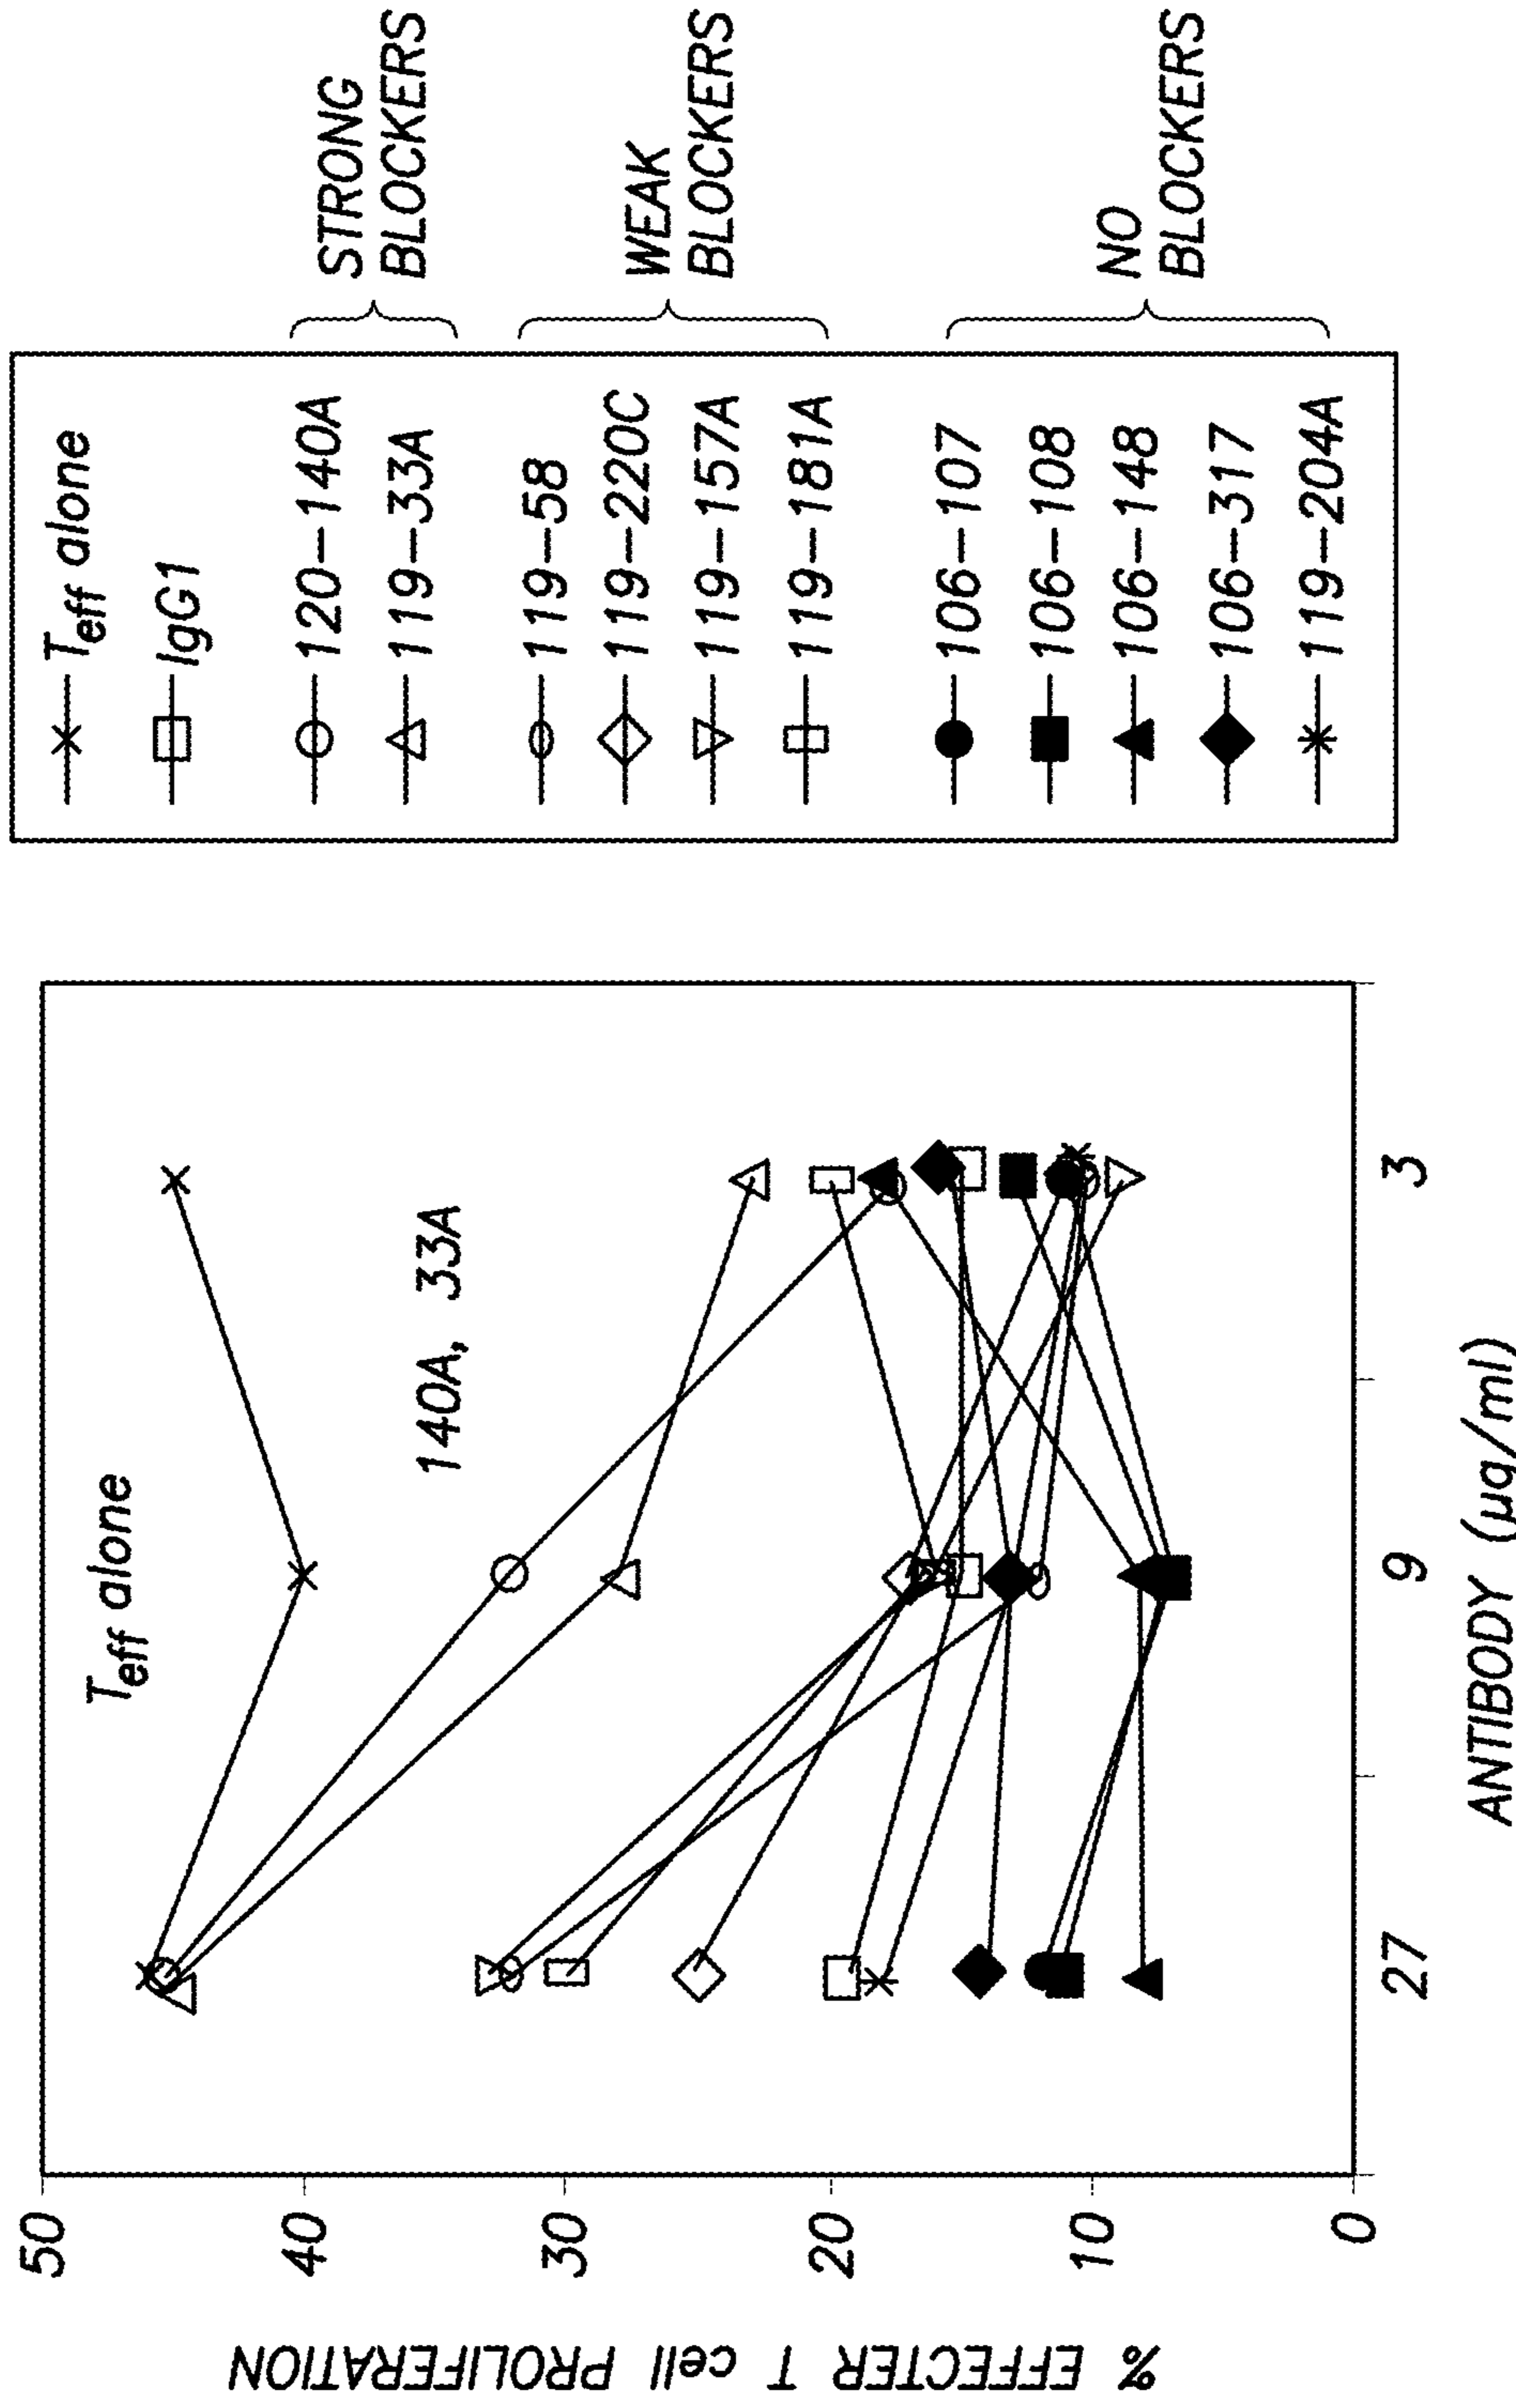 % EFFECTER T cell PROLIFERATION
50
40
30
20
10
0
Teff alone
140A, 33A
27
9
3
ANTIBODY (µg/ml)
Teff alone
IgG1
120-140A
119-33A
119-58
119-220C
119-157A
119-181A
106-107
106-108
106-148
106-317
119-204A
STRONG
BLOCKERS
WEAK
BLOCKERS
NO
BLOCKERS